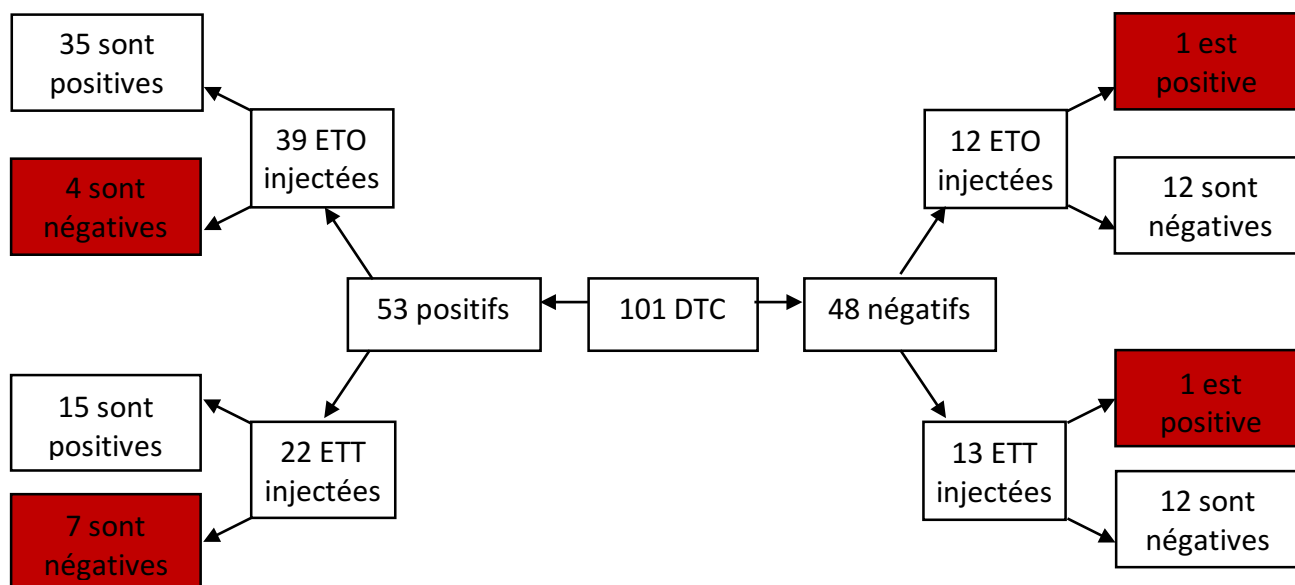 35 sont
positives
1 est
positive
39 ETO
injectées
12 ETO
injectées
4 sont
négatives
12 sont
négatives
53 positifs
101 DTC
48 négatifs
15 sont
positives
1 est
positive
22 ETT
injectées
13 ETT
injectées
7 sont
négatives
12 sont
négatives